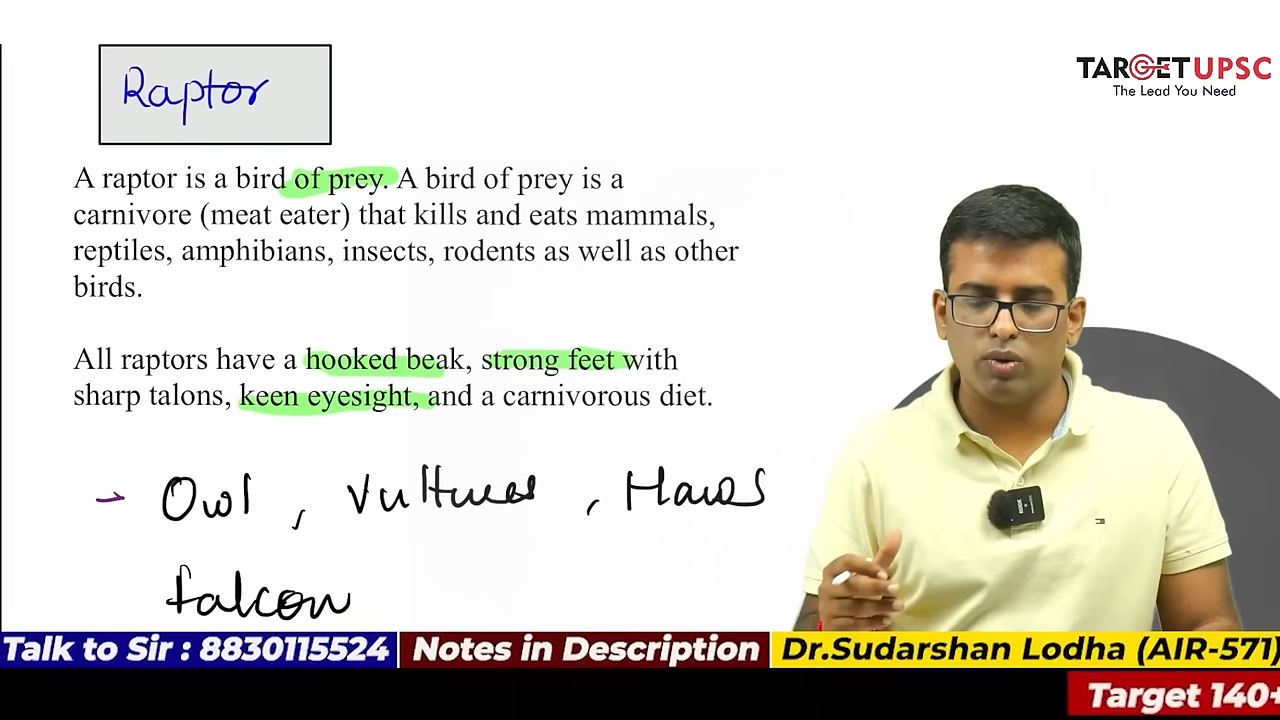 Raptor
TARGETUPSC
The Lead You Need
A raptor is a bird of prey. A bird of prey is a
carnivore (meat eater) that kills and eats mammals,
reptiles, amphibians, insects, rodents as well as other
birds.
All raptors have a hooked beak, strong feet with
sharp talons, keen eyesight, and a carnivorous diet.
→ Owl, Vultures,
falcon
Talk to Sir : 8830115524 Notes in Description Dr.Sudarshan Lodha (AIR-571)
Target 140+